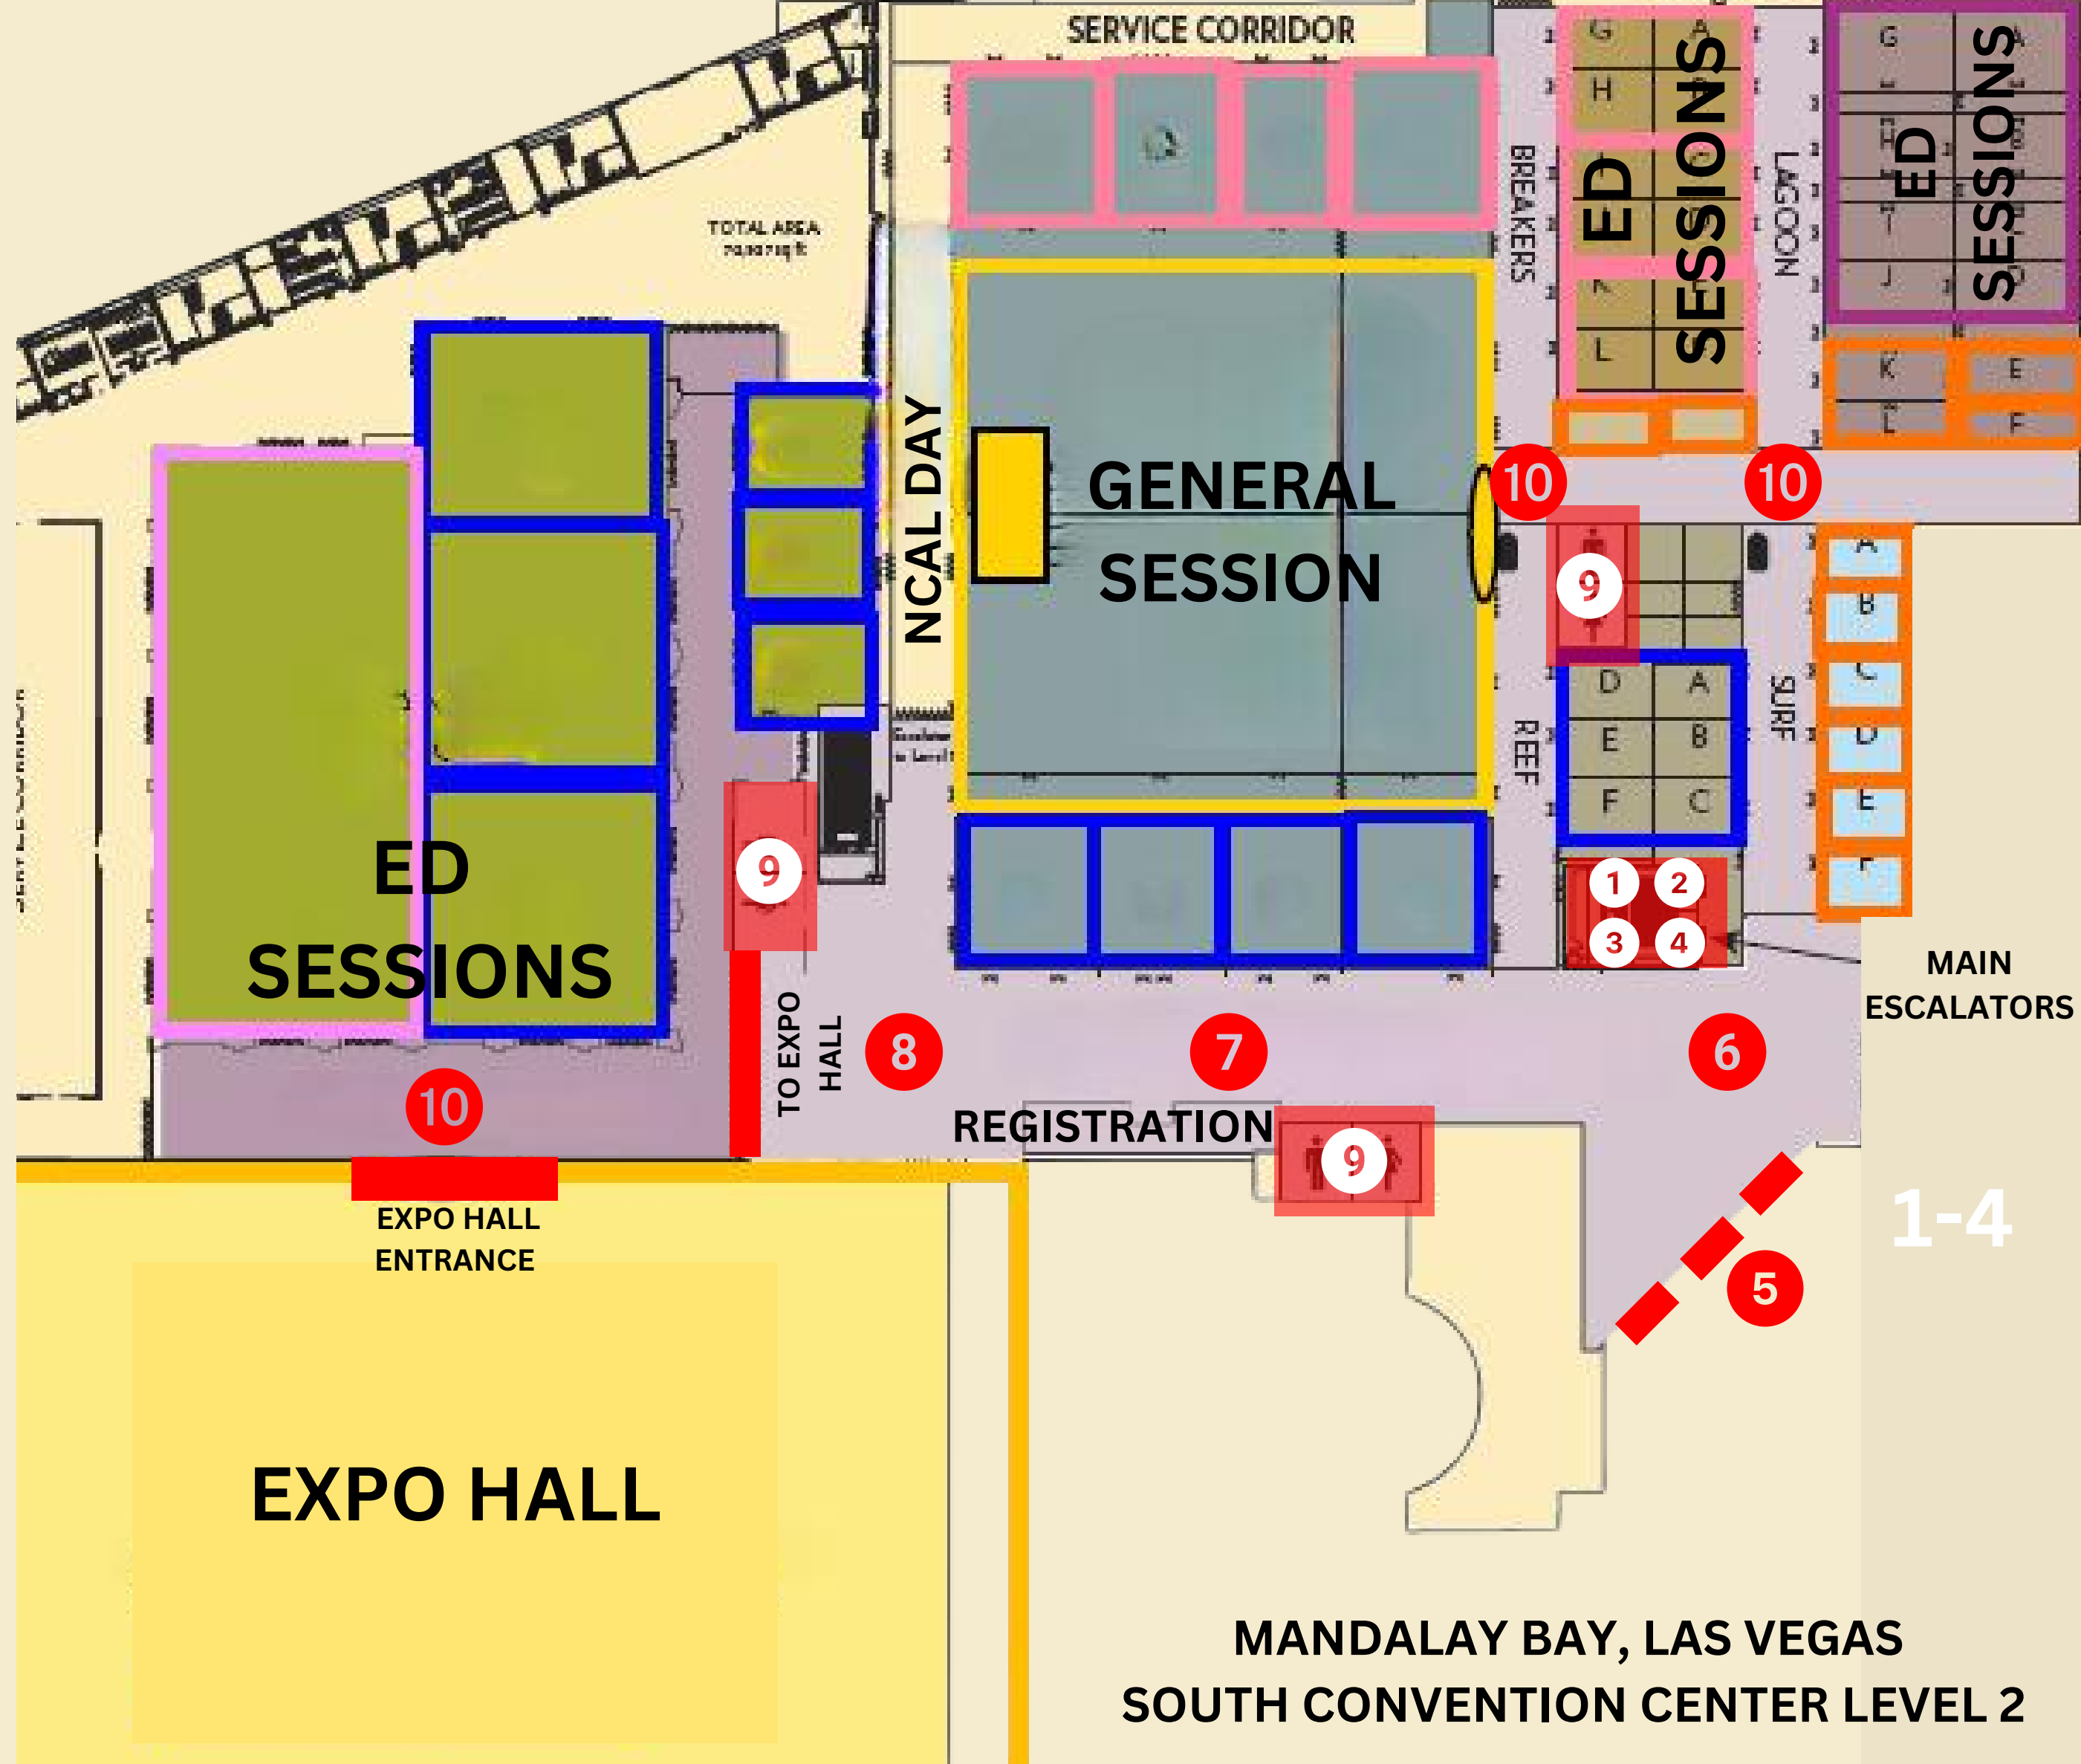 SERVICE CORRIDOR
G A
H
L
BREAKERS
ED
SESSIONS
LAGOON
G A
J
ED
SESSIONS
K E
L F
TOTAL AREA
NCAL DAY
GENERAL
SESSION
10
10
9
D A
E B
F C
REEF
SURF
A
B
C
D
E
F
1 2
3 4
MAIN
ESCALATORS
ED
SESSIONS
9
TO EXPO
HALL
8
7
6
10
REGISTRATION
9
EXPO HALL
ENTRANCE
1-4
5
EXPO HALL
MANDALAY BAY, LAS VEGAS
SOUTH CONVENTION CENTER LEVEL 2